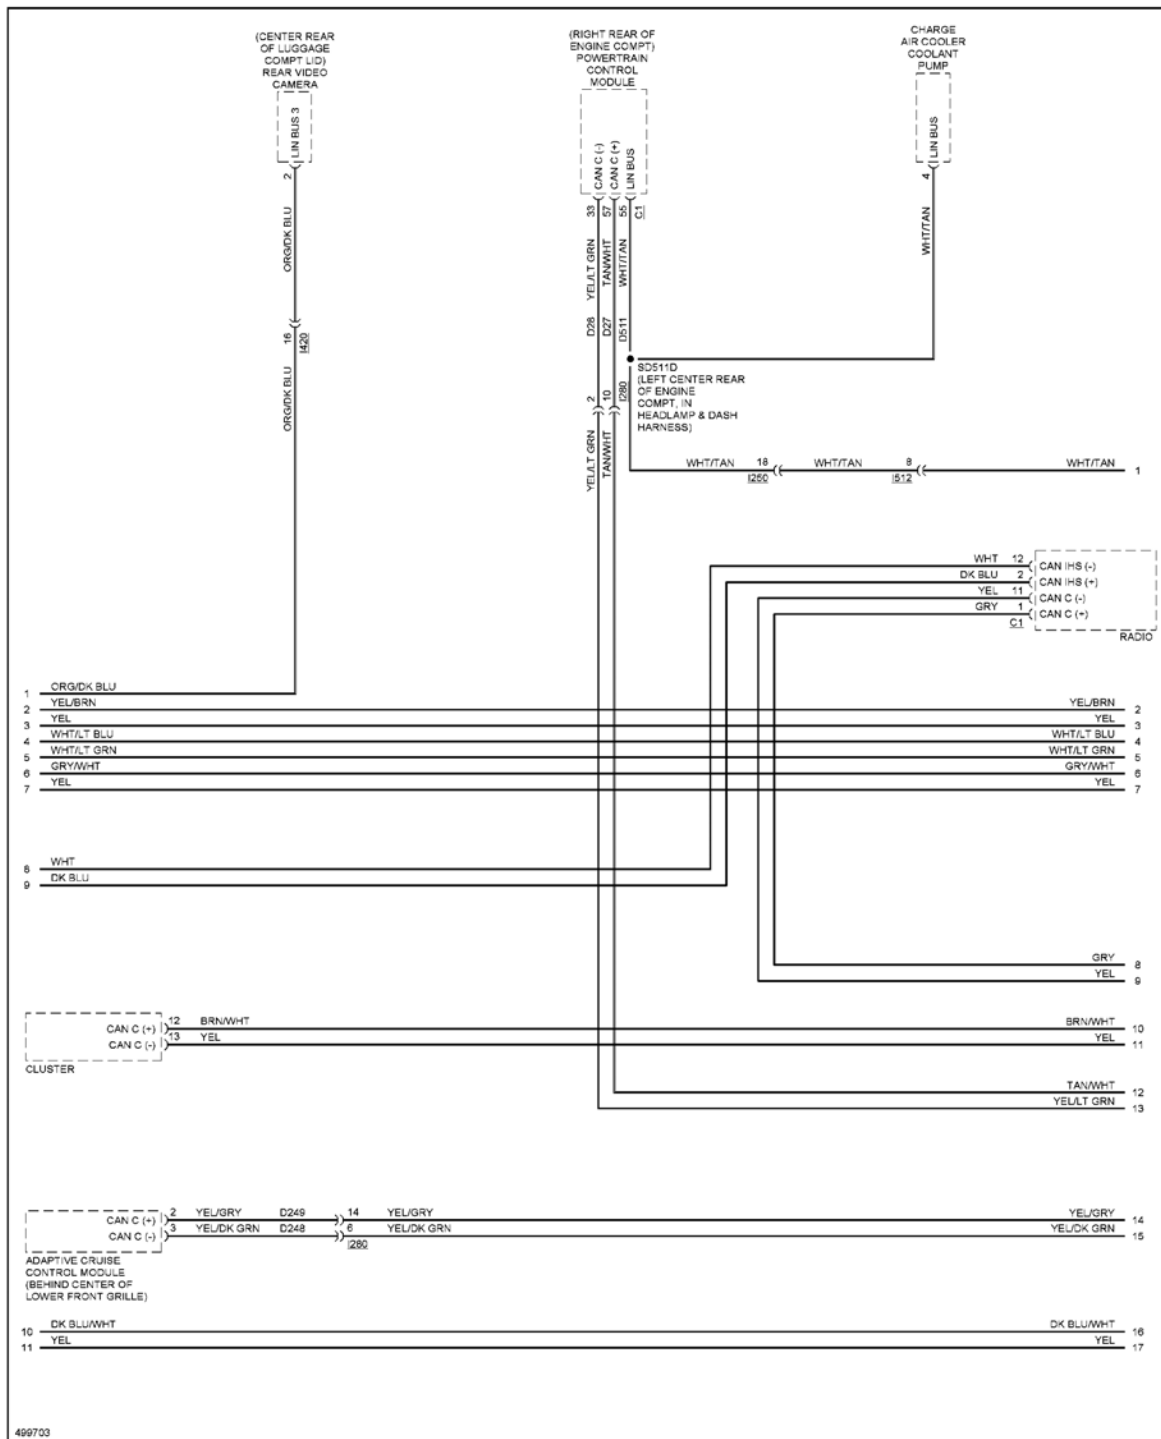 (CENTER REAR
OF LUGGAGE
COMPT LID)
REAR VIDEO
CAMERA
LIN BUS 3
2
ORG/DK BLU
16
I420
ORG/DK BLU
(RIGHT REAR OF
ENGINE COMPT)
POWERTRAIN
CONTROL
MODULE
CAN C (-)
CAN C (+)
LIN BUS
33
57
55
C1
YEL/LT GRN
TAN/WHT
WHT/TAN
D28
D27
D511
2
10
I280
YEL/LT GRN
TAN/WHT
CHARGE
AIR COOLER
COOLANT
PUMP
LIN BUS
4
WHT/TAN
SD511D
(LEFT CENTER REAR
OF ENGINE
COMPT, IN
HEADLAMP & DASH
HARNESS)
WHT/TAN 18 WHT/TAN 8 WHT/TAN 1
I250 I512
WHT 12 CAN IHS (-)
DK BLU 2 CAN IHS (+)
YEL 11 CAN C (-)
GRY 1 CAN C (+)
C1
RADIO
1 ORG/DK BLU
2 YEL/BRN YEL/BRN 2
3 YEL YEL 3
4 WHT/LT BLU WHT/LT BLU 4
5 WHT/LT GRN WHT/LT GRN 5
6 GRY/WHT GRY/WHT 6
7 YEL YEL 7
8 WHT
9 DK BLU
GRY 8
YEL 9
CAN C (+) 12 BRN/WHT BRN/WHT 10
CAN C (-) 13 YEL YEL 11
CLUSTER
TAN/WHT 12
YEL/LT GRN 13
CAN C (+) 2 YEL/GRY D249 14 YEL/GRY YEL/GRY 14
CAN C (-) 3 YEL/DK GRN D248 6 YEL/DK GRN YEL/DK GRN 15
I280
ADAPTIVE CRUISE
CONTROL MODULE
(BEHIND CENTER OF
LOWER FRONT GRILLE)
10 DK BLU/WHT DK BLU/WHT 16
11 YEL YEL 17
499703